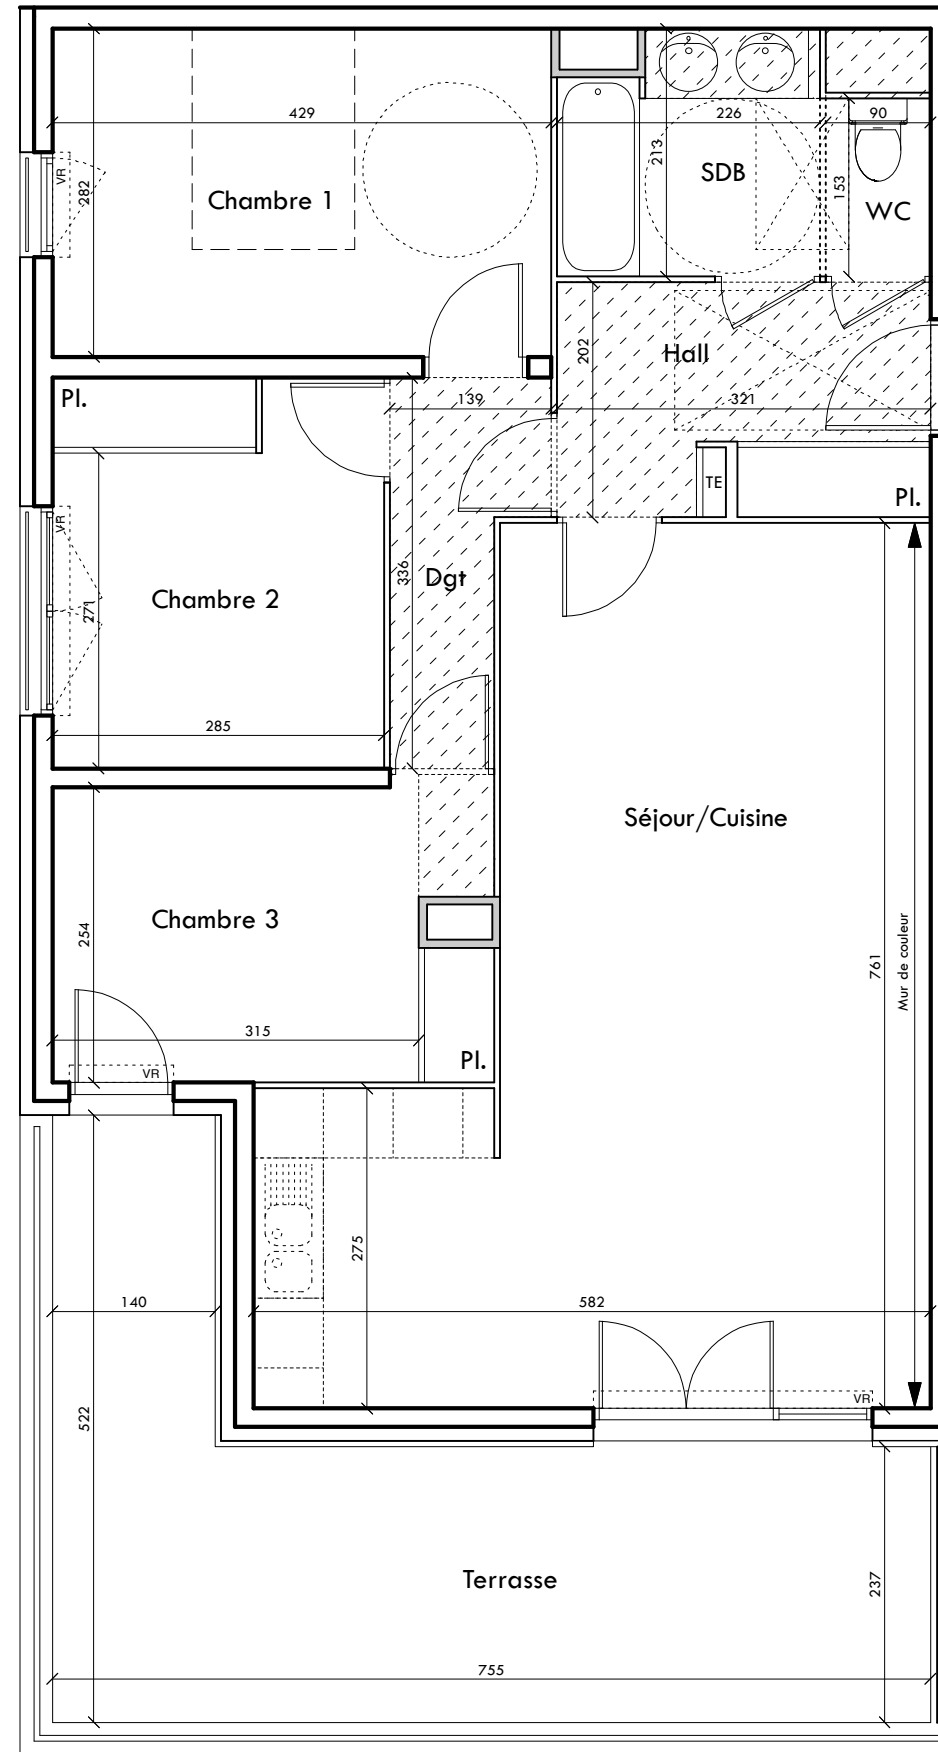 429
226
90
VR
282
Chambre 1
213
SDB
153
WC
202
Hall
Pl.
139
321
TE
Pl.
VR
336
Dgt
271
Chambre 2
285
Séjour/Cuisine
254
Chambre 3
761
Mur de couleur
315
Pl.
VR
275
140
582
VR
522
Terrasse
237
755